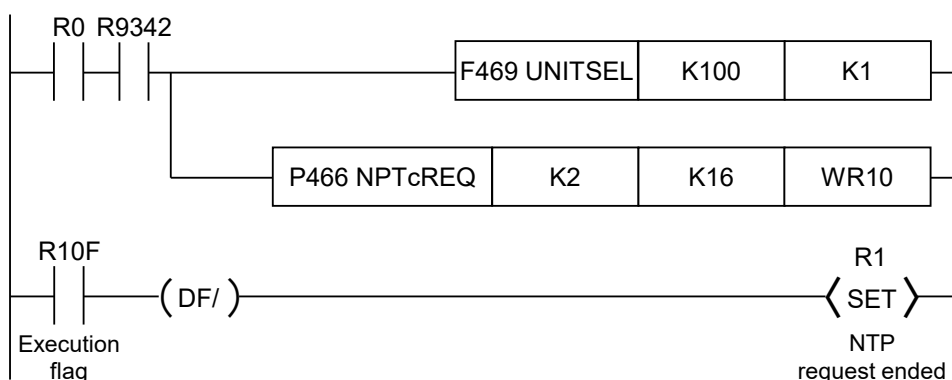 R0 R9342
F469 UNITSEL K100 K1
P466 NPTcREQ K2 K16 WR10
R10F
R1
(DF/)
SET
Execution
flag
NTP
request ended